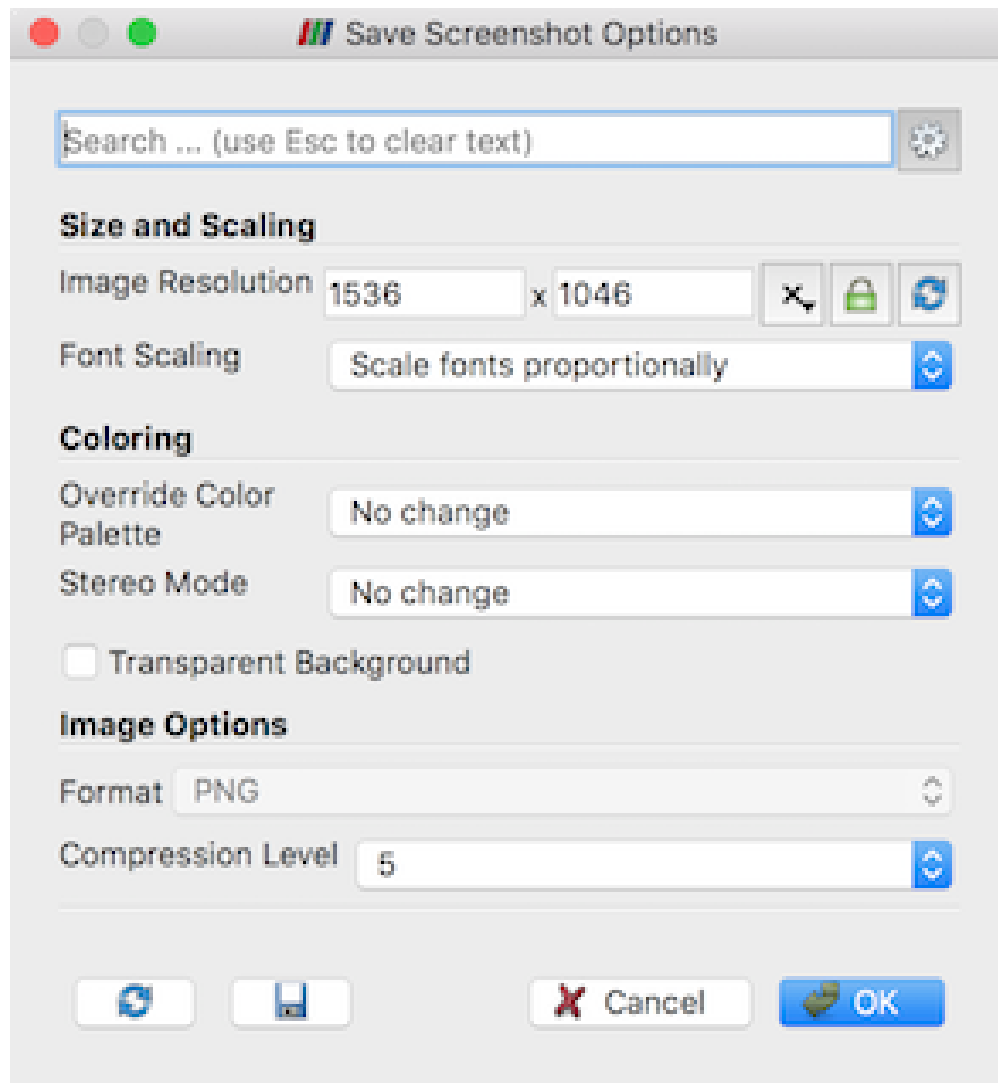 Save Screenshot Options
Search ... (use Esc to clear text)
Size and Scaling
Image Resolution 1536 x 1046
Font Scaling Scale fonts proportionally
Coloring
Override Color
Palette No change
Stereo Mode No change
Transparent Background
Image Options
Format PNG
Compression Level 5
Cancel OK